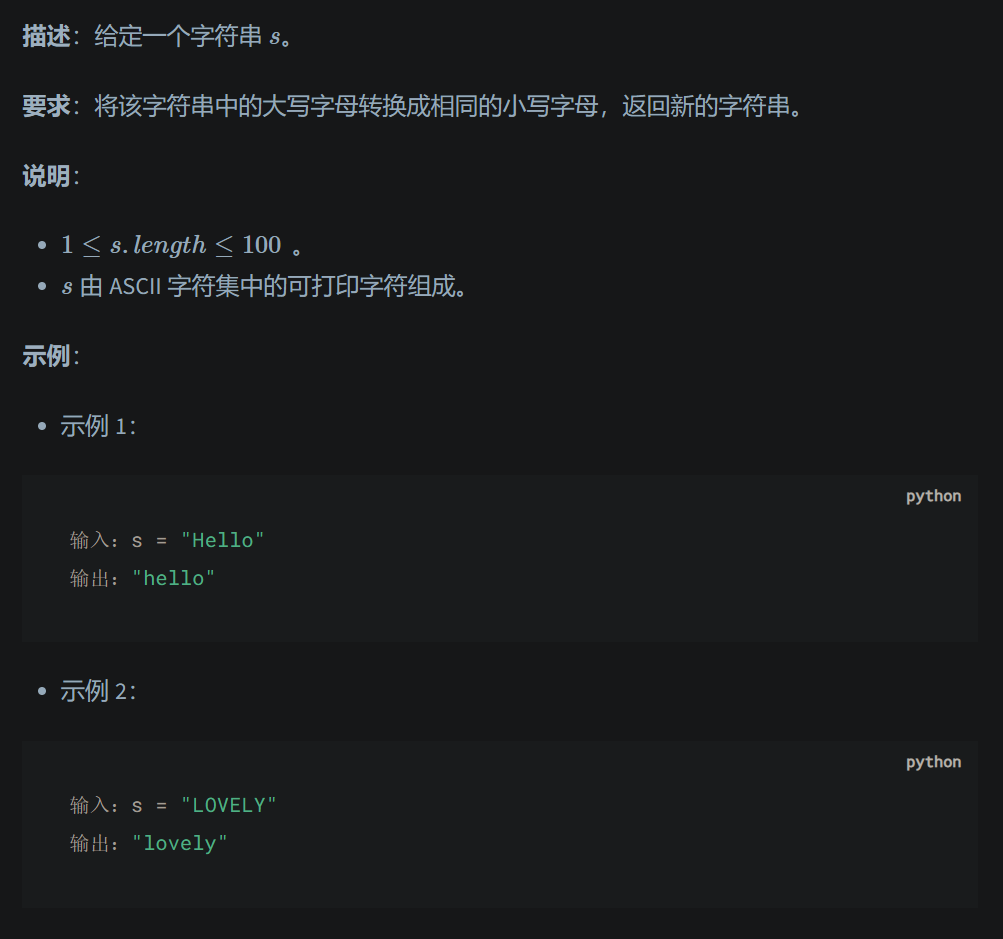 描述：给定一个字符串 s。
要求：将该字符串中的大写字母转换成相同的小写字母，返回新的字符串。
说明：
• 1 ≤ s.length ≤ 100 。
• s 由 ASCII 字符集中的可打印字符组成。
示例：
• 示例 1：
python
输入：s = "Hello"
输出："hello"
• 示例 2：
python
输入：s = "LOVELY"
输出："lovely"